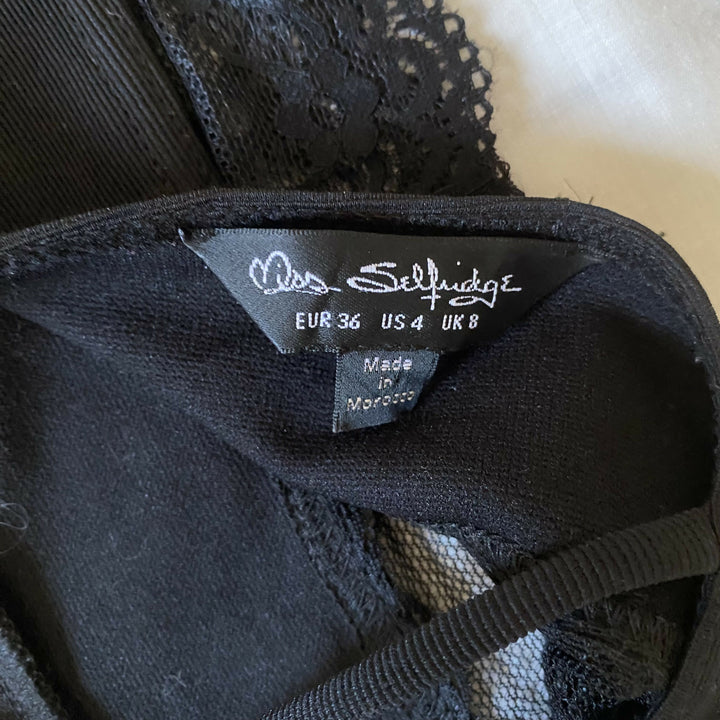 Miss Selfridge
EUR 36 US 4 UK 8
Made
in
Morocco